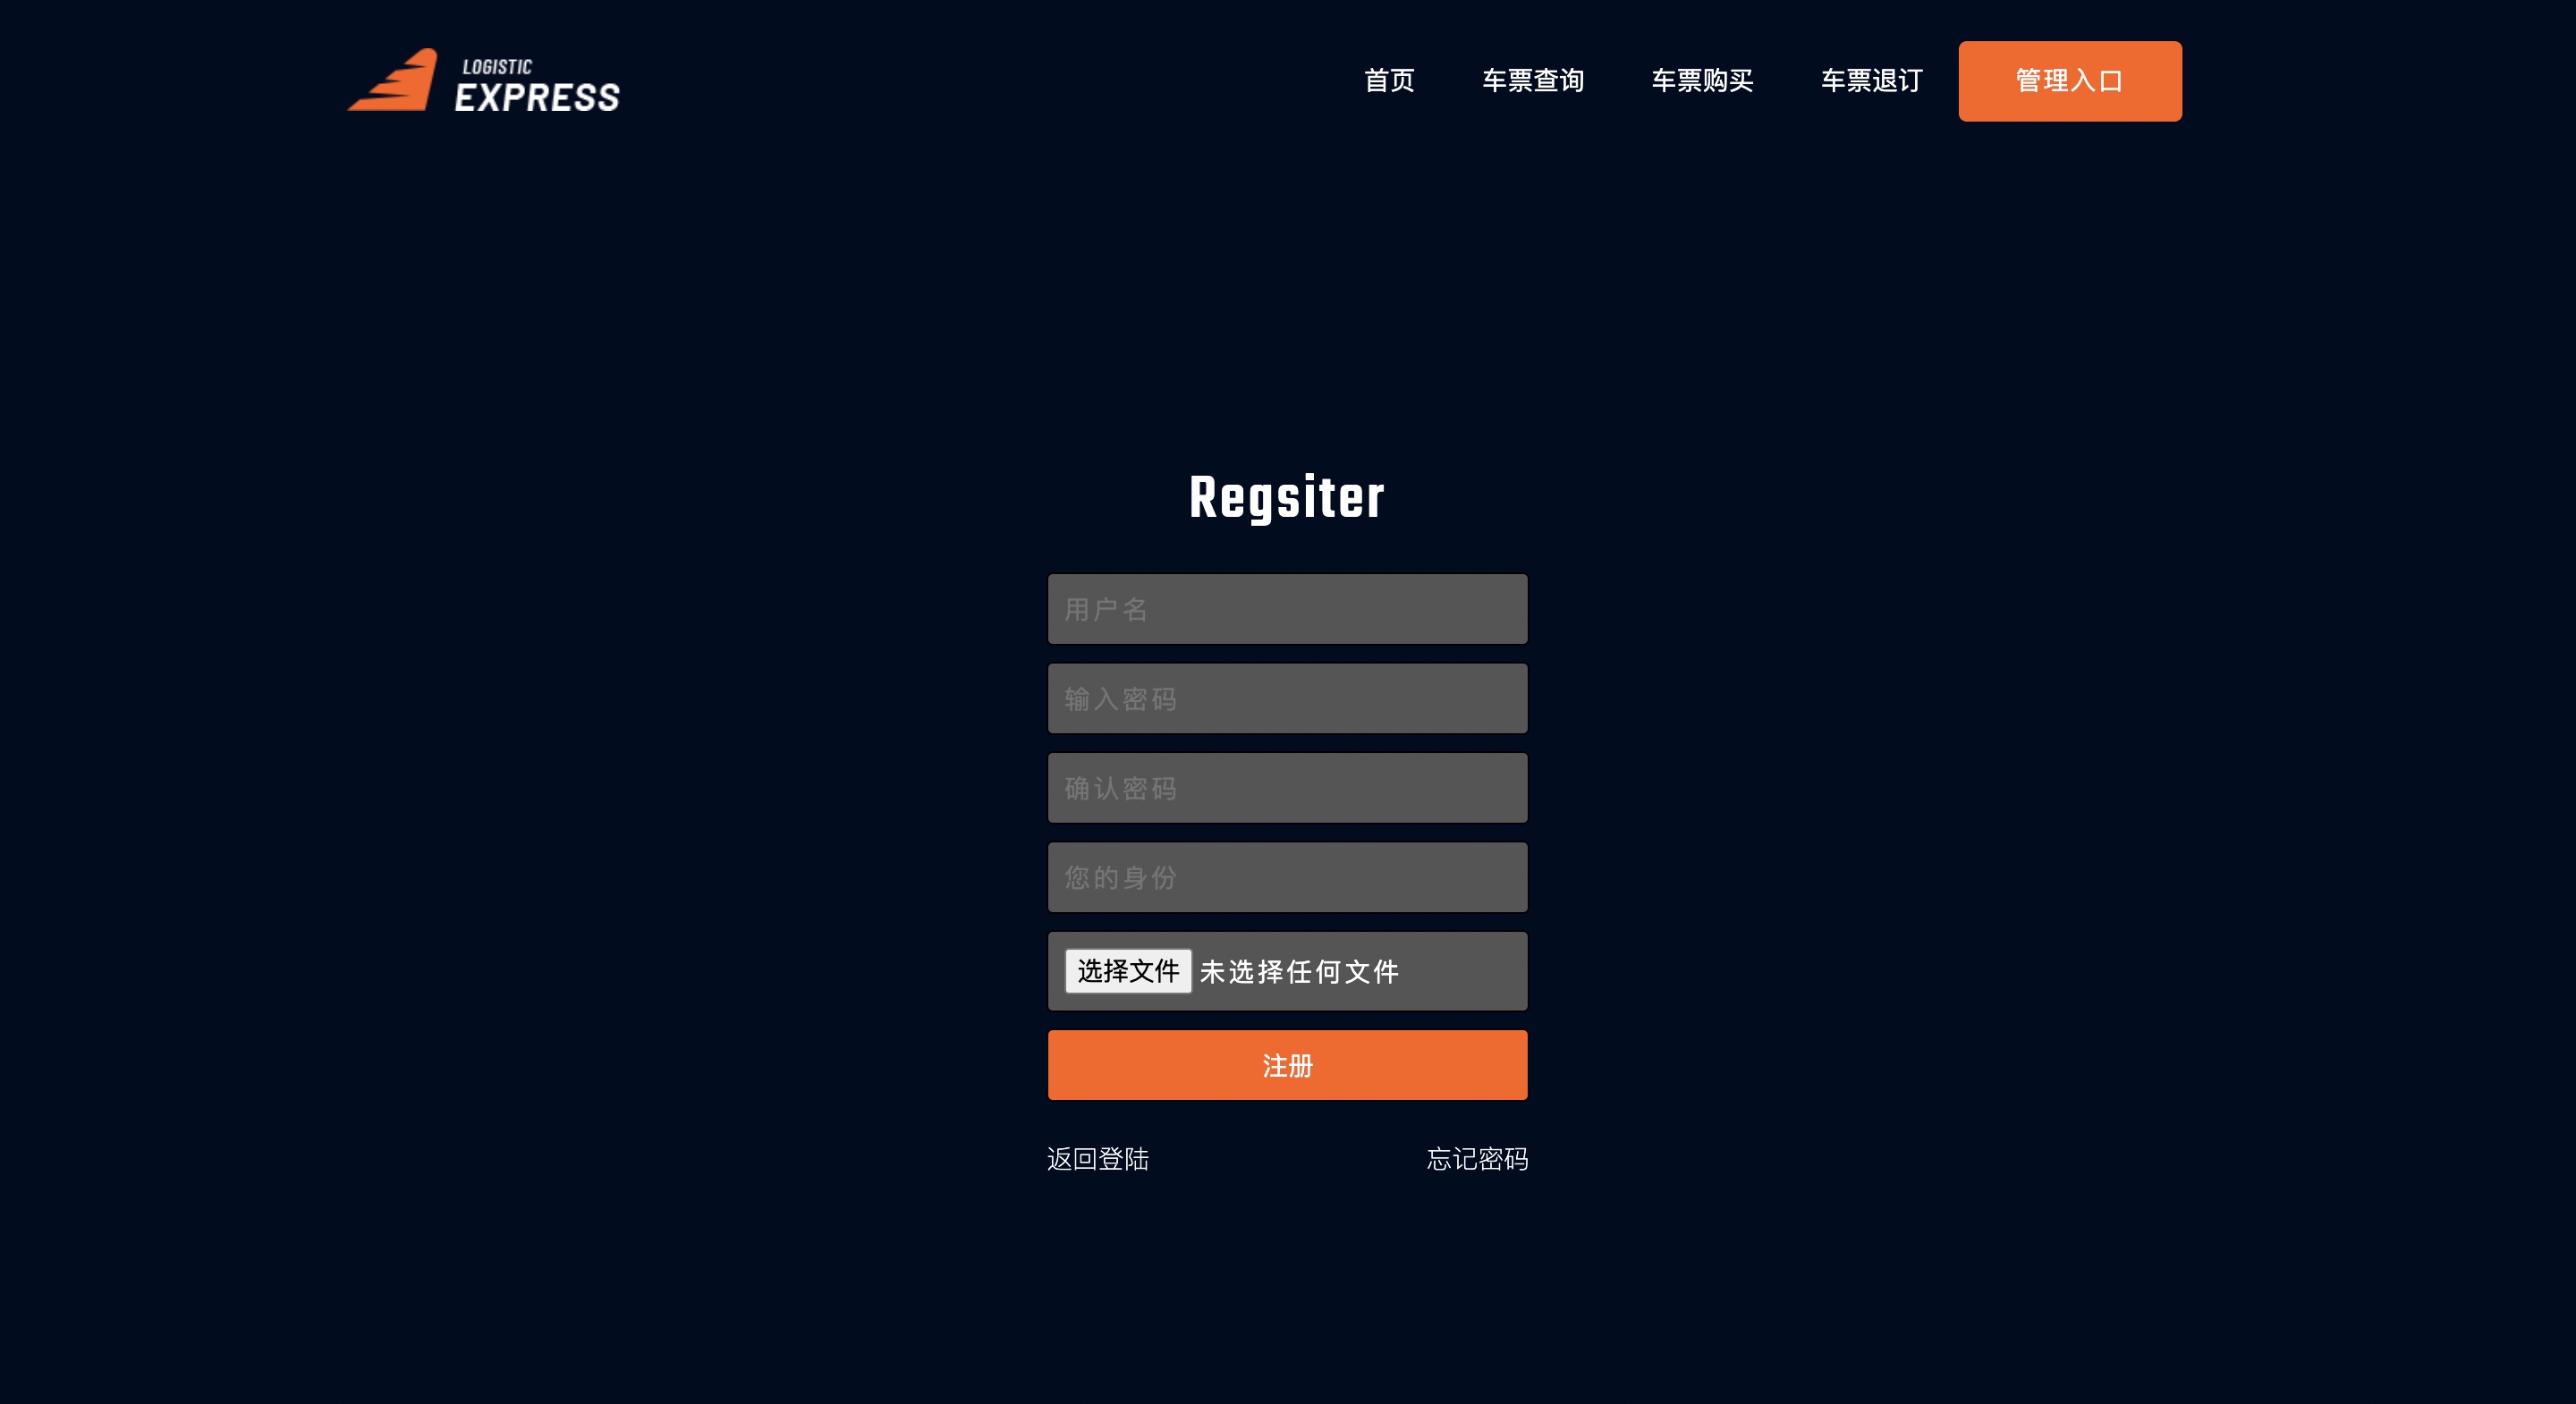 LOGISTIC
EXPRESS
首页 车票查询 车票购买 车票退订 管理入口
Regsiter
用户名
输入密码
确认密码
您的身份
选择文件 未选择任何文件
注册
返回登陆 忘记密码